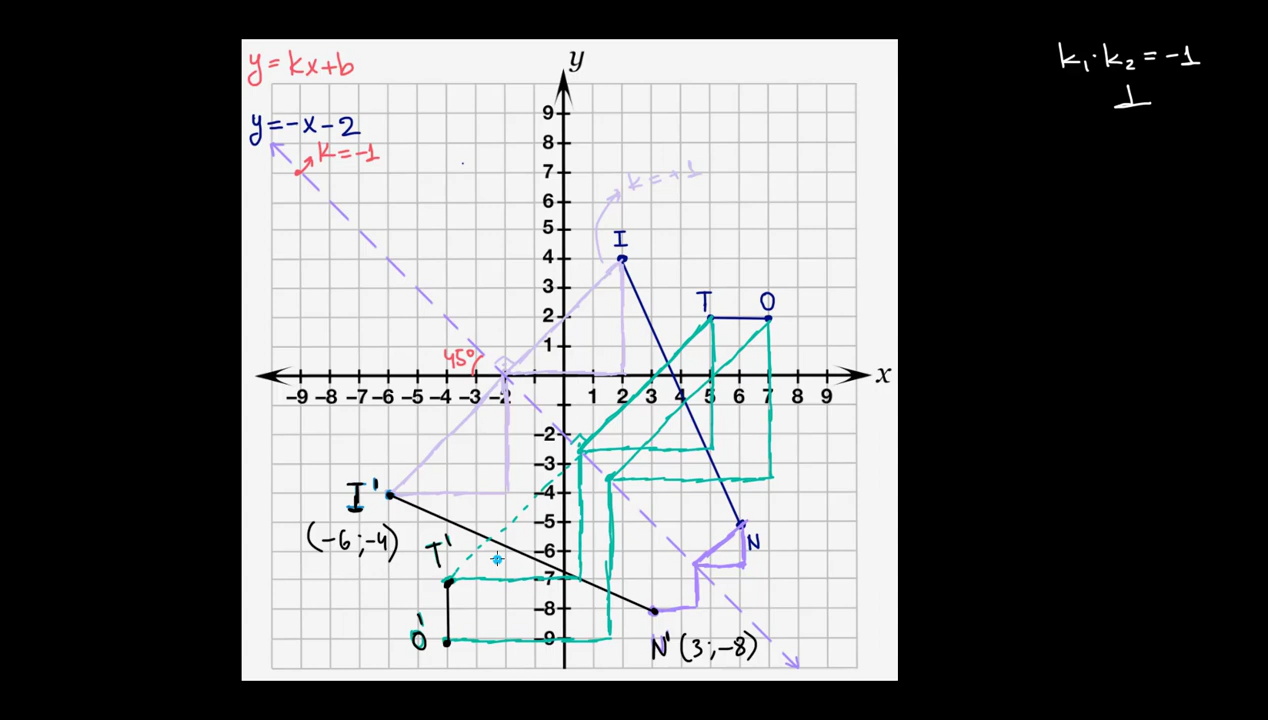 y = kx+b
k₁·k₂ = -1
⊥
y
y=-x-2
k=-1
k=+1
9
8
7
6
5
4
3
2
1
I
T O
45°
x
-9 -8 -7 -6 -5 -4 -3 -2 1 2 3 4 5 6 7 8 9
-2
-3
-4
-5
-6
-7
-8
-9
I'
(-6;-4)
N
T'
O'
N' (3;-8)